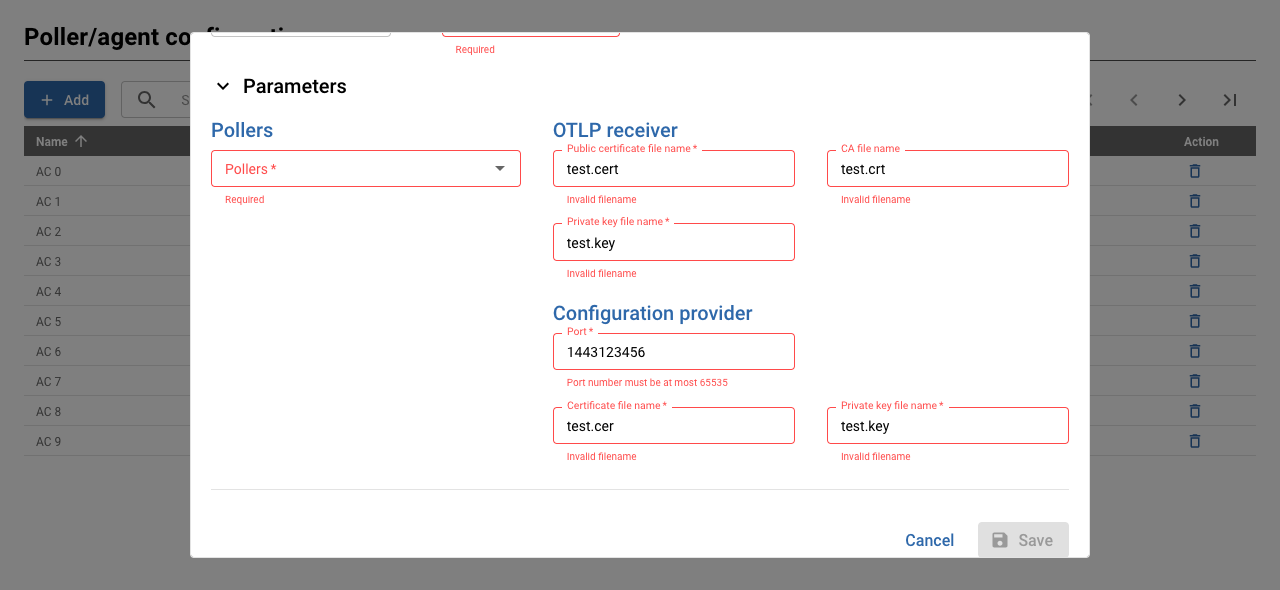 Poller/agent co
Required
Add
S
Parameters
Pollers
OTLP receiver
Pollers *
Required
Public certificate file name *
test.cert
Invalid filename
CA file name
test.crt
Invalid filename
Private key file name *
test.key
Invalid filename
Configuration provider
Port *
1443123456
Port number must be at most 65535
Certificate file name *
test.cer
Invalid filename
Private key file name *
test.key
Invalid filename
Cancel
Save
Name
Action
AC 0
AC 1
AC 2
AC 3
AC 4
AC 5
AC 6
AC 7
AC 8
AC 9